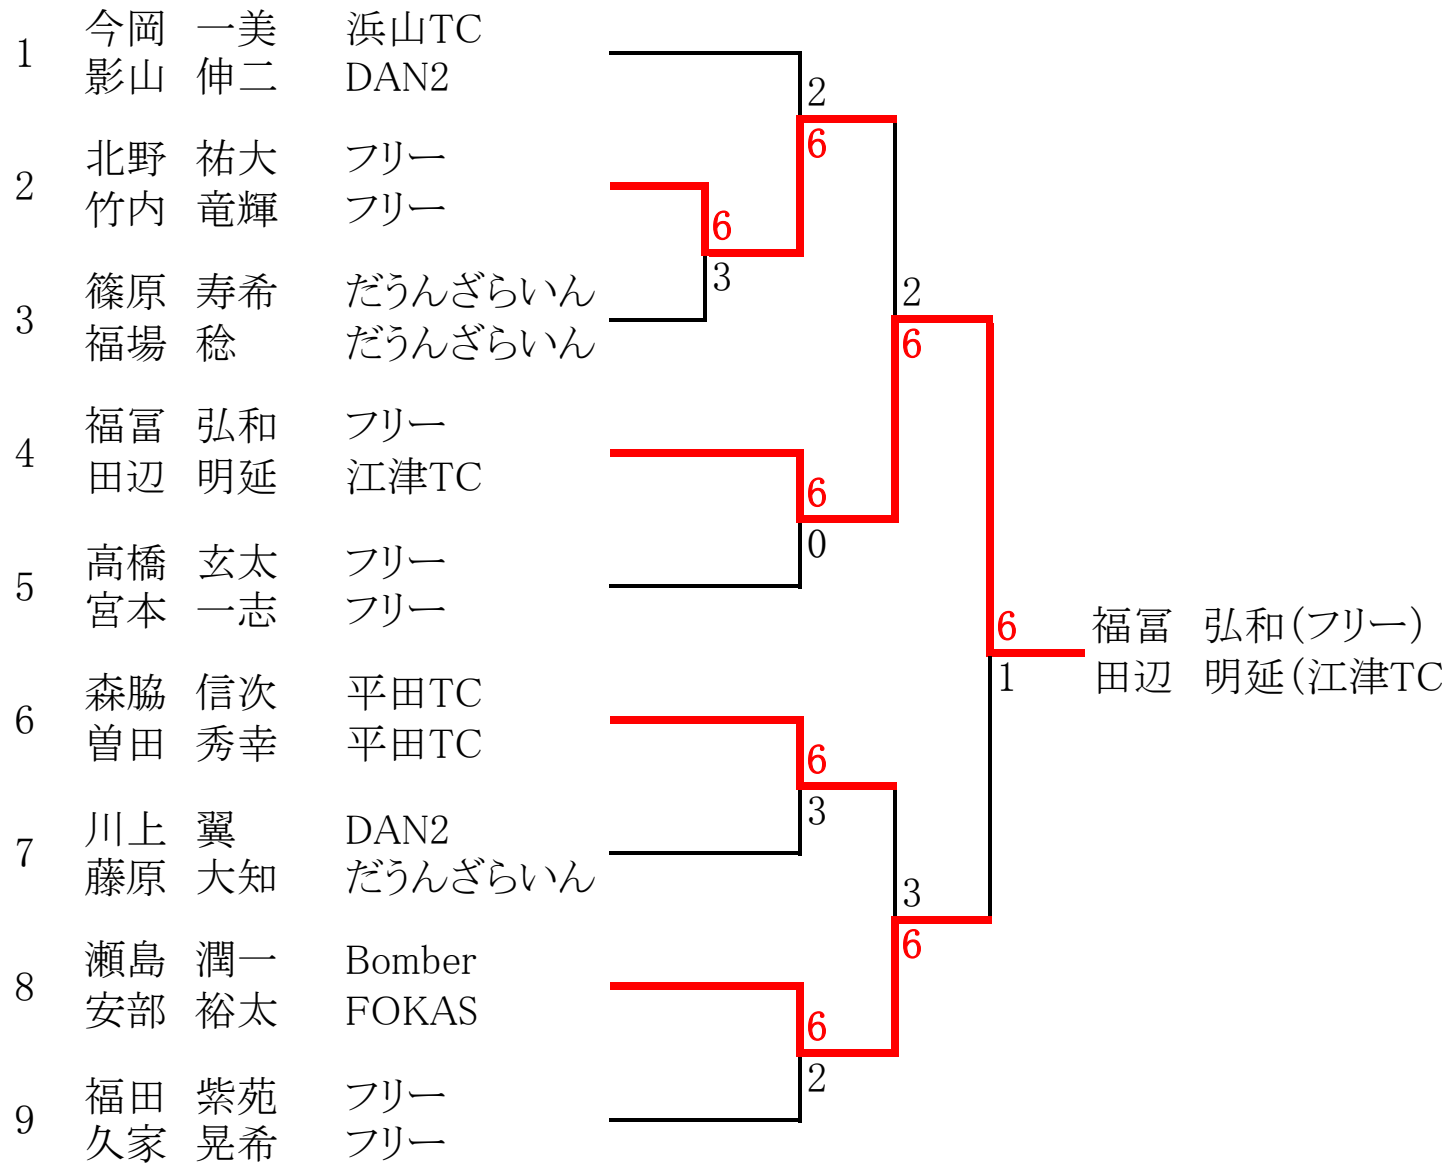 1
今岡 一美 浜山TC
影山 伸二 DAN2
2
6
2
北野 祐大 フリー
竹内 竜輝 フリー
6
3
3
篠原 寿希 だうんざらいん
福場 稔 だうんざらいん
2
6
4
福冨 弘和 フリー
田辺 明延 江津TC
6
0
5
高橋 玄太 フリー
宮本 一志 フリー
6
1
福冨 弘和(フリー)
田辺 明延(江津TC
6
森脇 信次 平田TC
曽田 秀幸 平田TC
6
3
7
川上 翼 DAN2
藤原 大知 だうんざらいん
3
6
8
瀬島 潤一 Bomber
安部 裕太 FOKAS
6
2
9
福田 紫苑 フリー
久家 晃希 フリー